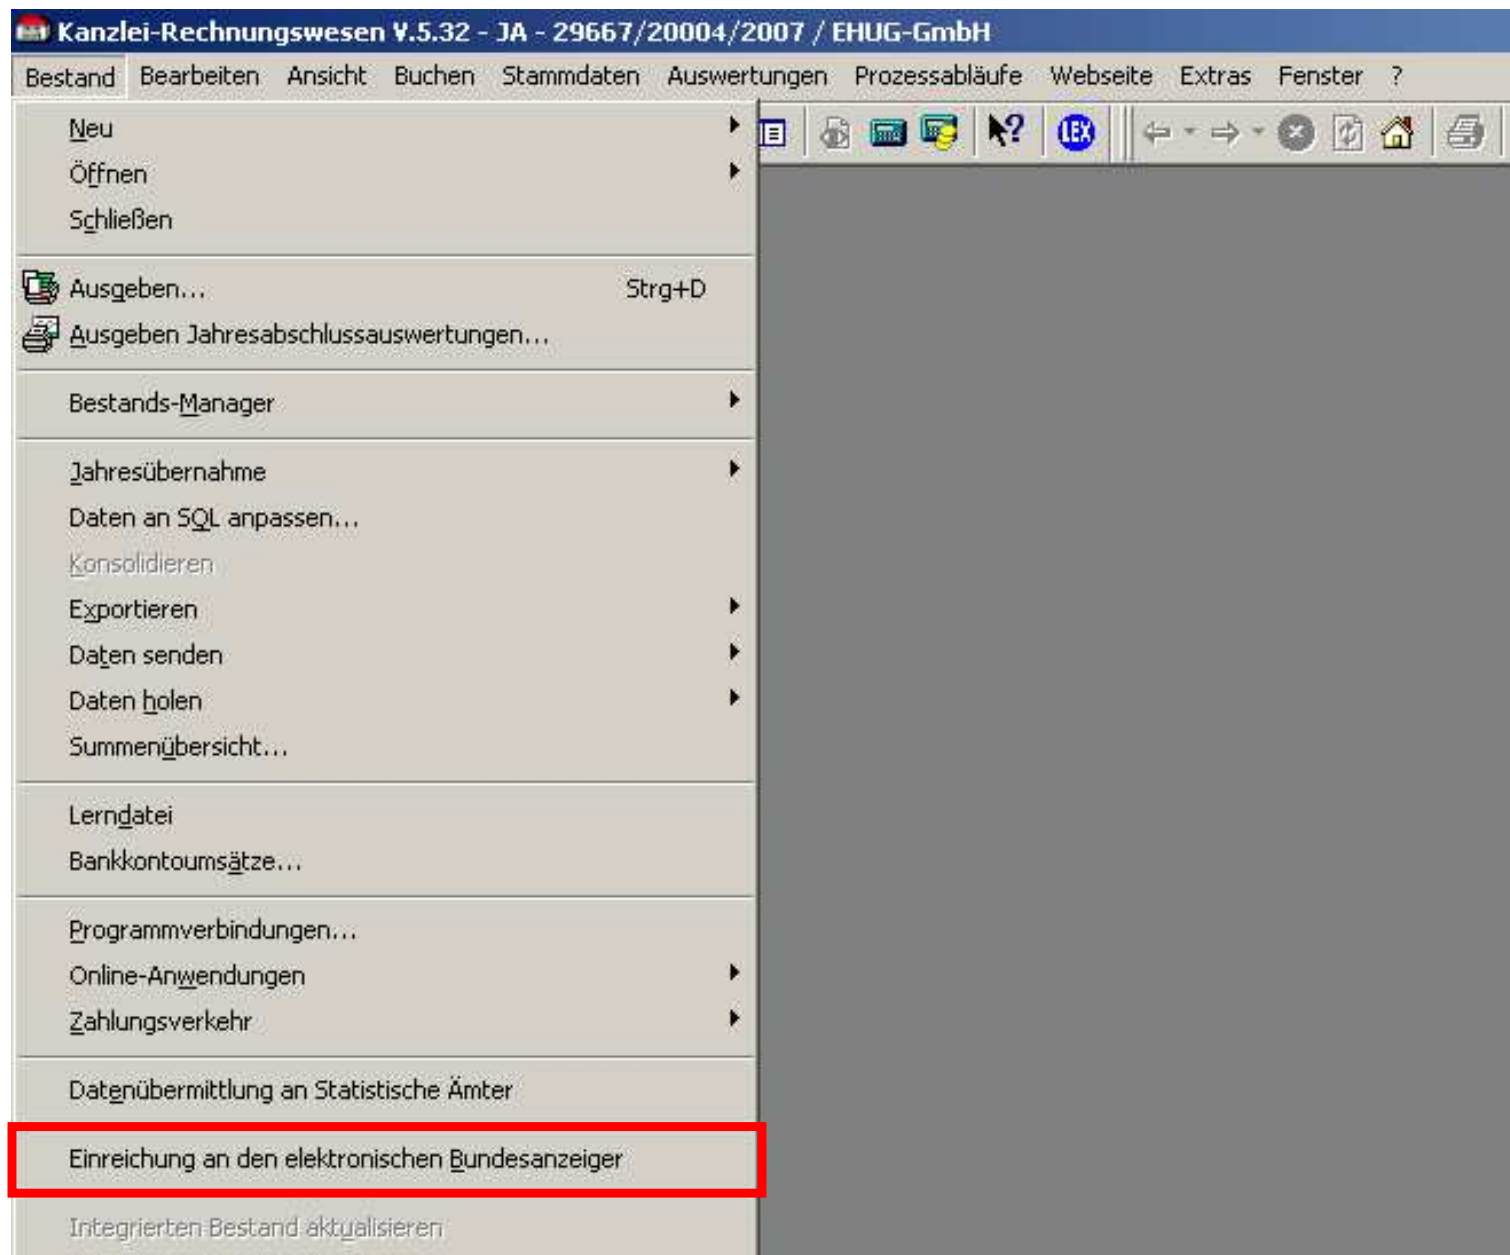 Kanzlei-Rechnungswesen V.5.32 - JA - 29667/20004/2007 / EHUG-GmbH
Bestand Bearbeiten Ansicht Buchen Stammdaten Auswertungen Prozessabläufe Webseite Extras Fenster ?
LEX
Neu
Öffnen
Schließen
Ausgeben... Strg+D
Ausgeben Jahresabschlussauswertungen...
Bestands-Manager
Jahresübernahme
Daten an SQL anpassen...
Konsolidieren
Exportieren
Daten senden
Daten holen
Summenübersicht...
Lerndatei
Bankkontoumsätze...
Programmverbindungen...
Online-Anwendungen
Zahlungsverkehr
Datenübermittlung an Statistische Ämter
Einreichung an den elektronischen Bundesanzeiger
Integrierten Bestand aktualisieren